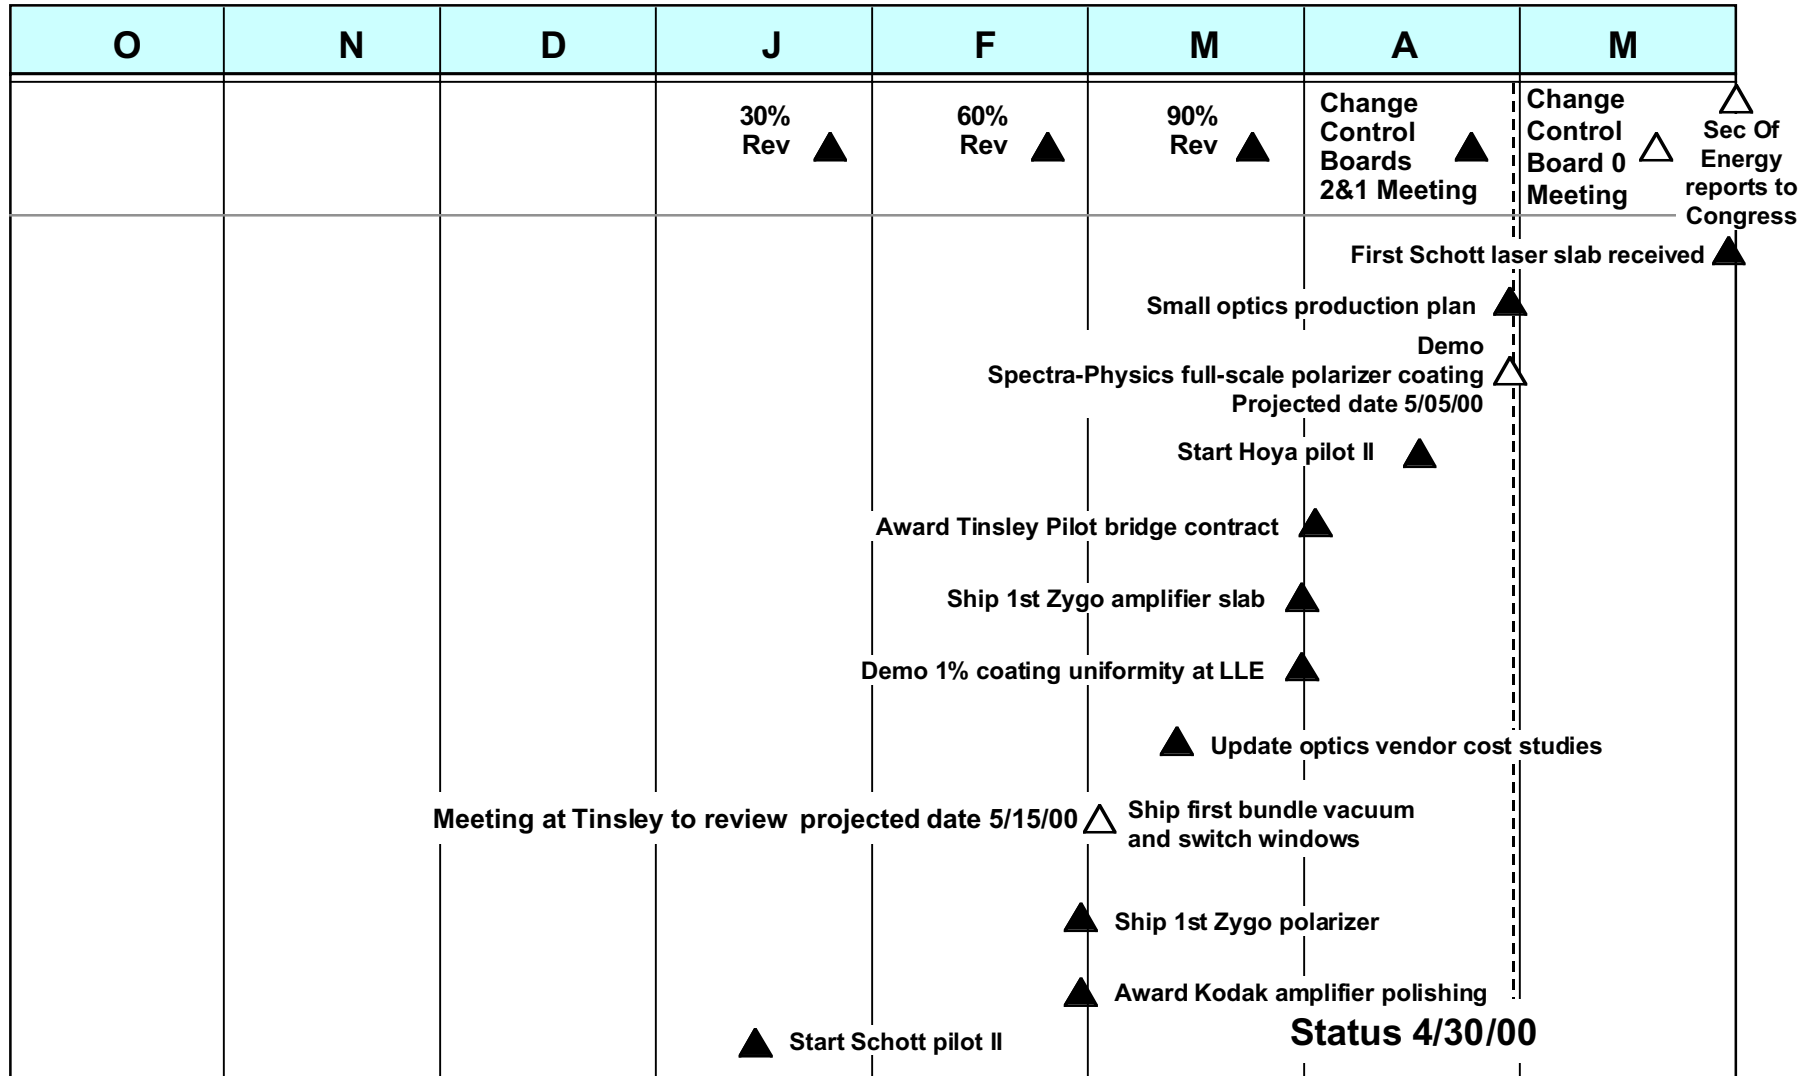 O N D J F M A M
30%
Rev
60%
Rev
90%
Rev
Change
Control
Boards
2&1 Meeting
Change
Control
Board 0
Meeting
Sec Of
Energy
reports to
Congress
First Schott laser slab received
Small optics production plan
Demo
Spectra-Physics full-scale polarizer coating
Projected date 5/05/00
Start Hoya pilot II
Award Tinsley Pilot bridge contract
Ship 1st Zygo amplifier slab
Demo 1% coating uniformity at LLE
Update optics vendor cost studies
Meeting at Tinsley to review projected date 5/15/00
Ship first bundle vacuum
and switch windows
Ship 1st Zygo polarizer
Award Kodak amplifier polishing
Status 4/30/00
Start Schott pilot II